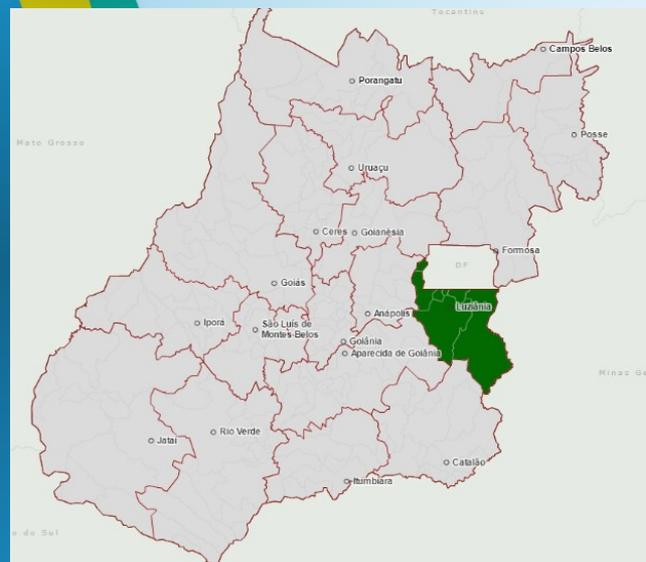 Tocantins
Campos Belos
Porangatu
Posse
Mato Grosso
Uruaçu
Ceres
Goianésia
Formosa
DF
Goiás
Luziânia
Anápolis
Iporá
São Luís de
Montes Belos
Goiânia
Aparecida de Goiânia
Minas Ge
Rio Verde
Jataí
Catalão
Itumbiara
o do Sul